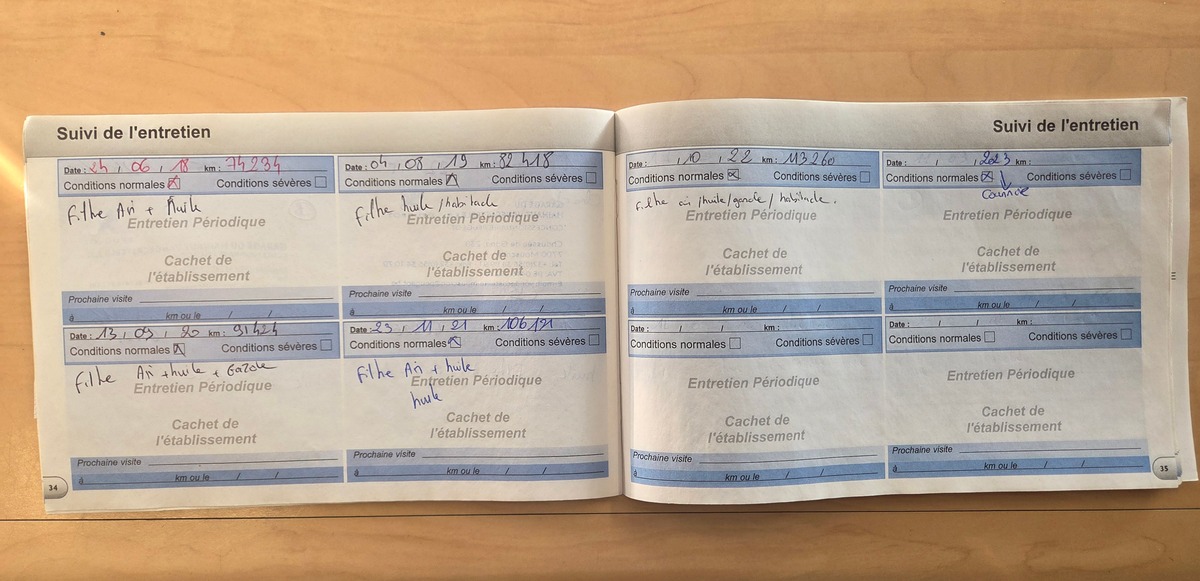 Suivi de l'entretien
Date : 24 / 06 / 18 km : 74234
Conditions normales Conditions sévères
Filtre Air + Huile
Entretien Périodique
Cachet de
l'établissement
Prochaine visite
à km ou le / /
Date : 04 / 08 / 19 km : 82418
Conditions normales Conditions sévères
Filtre huile / habitacle
Entretien Périodique
Cachet de
l'établissement
Prochaine visite
à km ou le / /
Date : 13 / 09 / 20 km : 91424
Conditions normales Conditions sévères
Filtre Air + huile + Gazole
Entretien Périodique
Cachet de
l'établissement
Prochaine visite
à km ou le / /
Date : 23 / 11 / 21 km : 106191
Conditions normales Conditions sévères
Filtre Air + huile
Entretien Périodique
huile
Cachet de
l'établissement
Prochaine visite
à km ou le / /
34
Suivi de l'entretien
Date : / 10 / 22 km : 113260
Conditions normales Conditions sévères
Filtre air / huile / / habitacle.
Entretien Périodique
Cachet de
l'établissement
Prochaine visite
à km ou le / /
Date : / / 2023 km :
Conditions normales Conditions sévères
Entretien Périodique
Cachet de
l'établissement
Prochaine visite
à km ou le / /
Date : / / km :
Conditions normales Conditions sévères
Entretien Périodique
Cachet de
l'établissement
Prochaine visite
à km ou le / /
Date : / / km :
Conditions normales Conditions sévères
Entretien Périodique
Cachet de
l'établissement
Prochaine visite
à km ou le / /
35